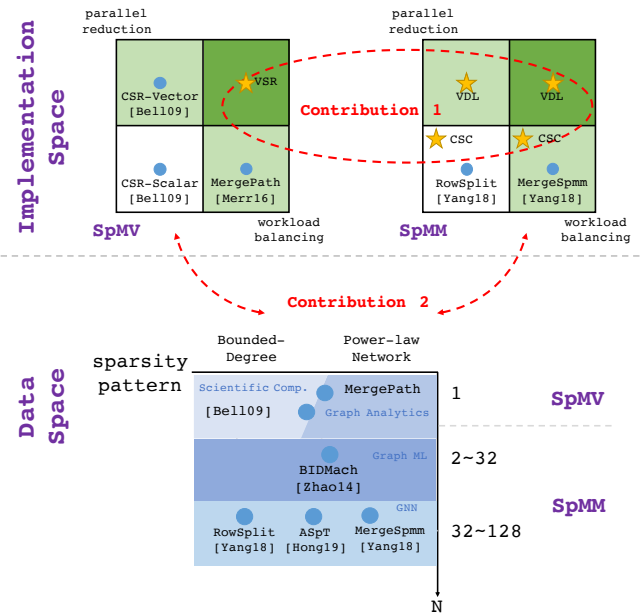 parallel
reduction
parallel
reduction
Implementation
Space
CSR-Vector
[Bell09]
VSR
Contribution 1
VDL
VDL
CSC
CSC
CSR-Scalar
[Bell09]
MergePath
[Merr16]
RowSplit
[Yang18]
MergeSpmm
[Yang18]
SpMV
workload
balancing
SpMM
workload
balancing
Contribution 2
Bounded-
Degree
Power-law
Network
sparsity
pattern
Data
Space
Scientific Comp.
MergePath
1
SpMV
[Bell09]
Graph Analytics
Graph ML
2~32
BIDMach
[Zhao14]
SpMM
GNN
RowSplit
[Yang18]
ASpT
[Hong19]
MergeSpmm
[Yang18]
32~128
N